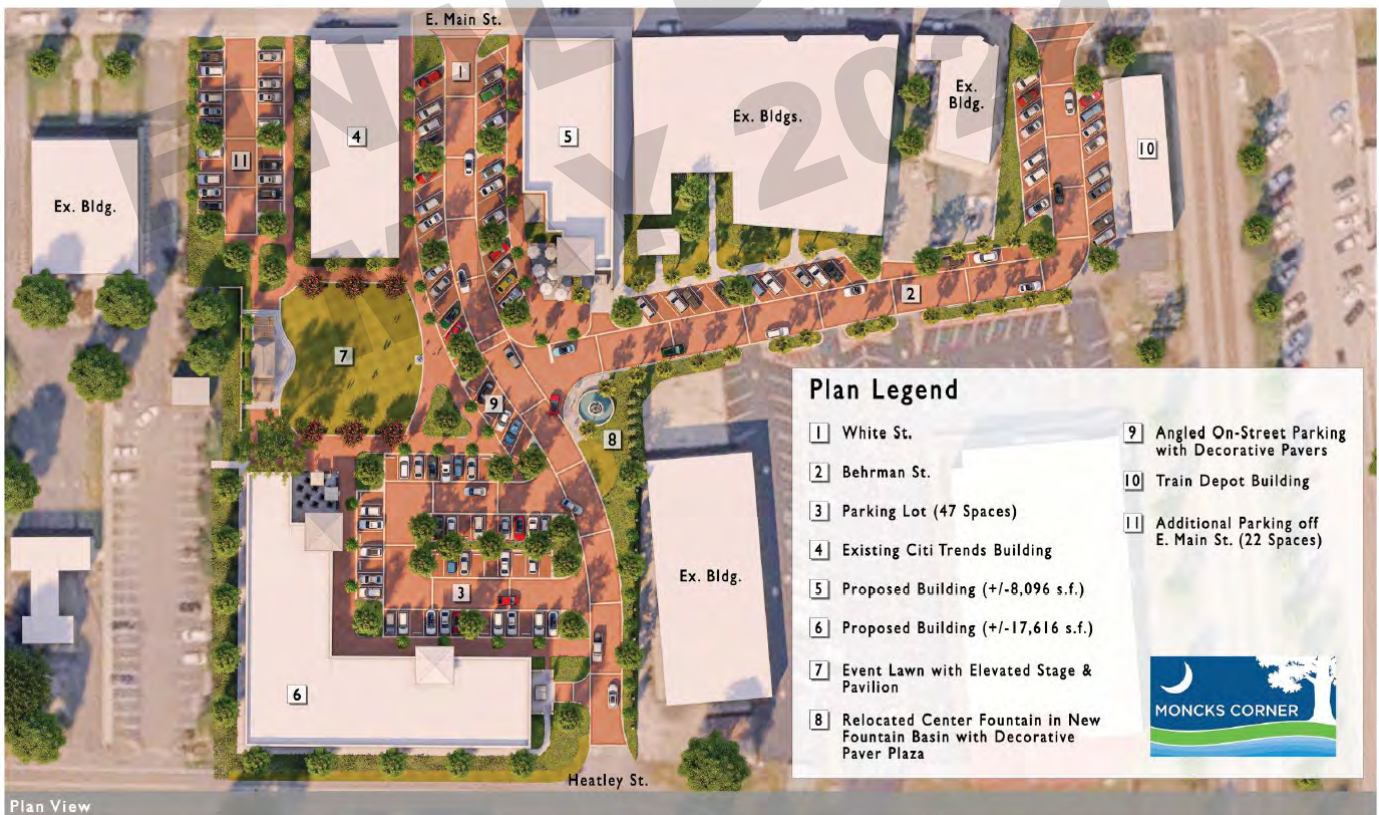 E. Main St.
1
Ex. Bldg.
11
4
5
Ex. Bldgs.
Ex.
Bldg.
10
2
7
9
8
3
Ex. Bldg.
6
Heatley St.
Plan Legend
1 White St.
2 Behrman St.
3 Parking Lot (47 Spaces)
4 Existing Citi Trends Building
5 Proposed Building (+/-8,096 s.f.)
6 Proposed Building (+/-17,616 s.f.)
7 Event Lawn with Elevated Stage &
Pavilion
8 Relocated Center Fountain in New
Fountain Basin with Decorative
Paver Plaza
9 Angled On-Street Parking
with Decorative Pavers
10 Train Depot Building
11 Additional Parking off
E. Main St. (22 Spaces)
MONCKS CORNER
Plan View